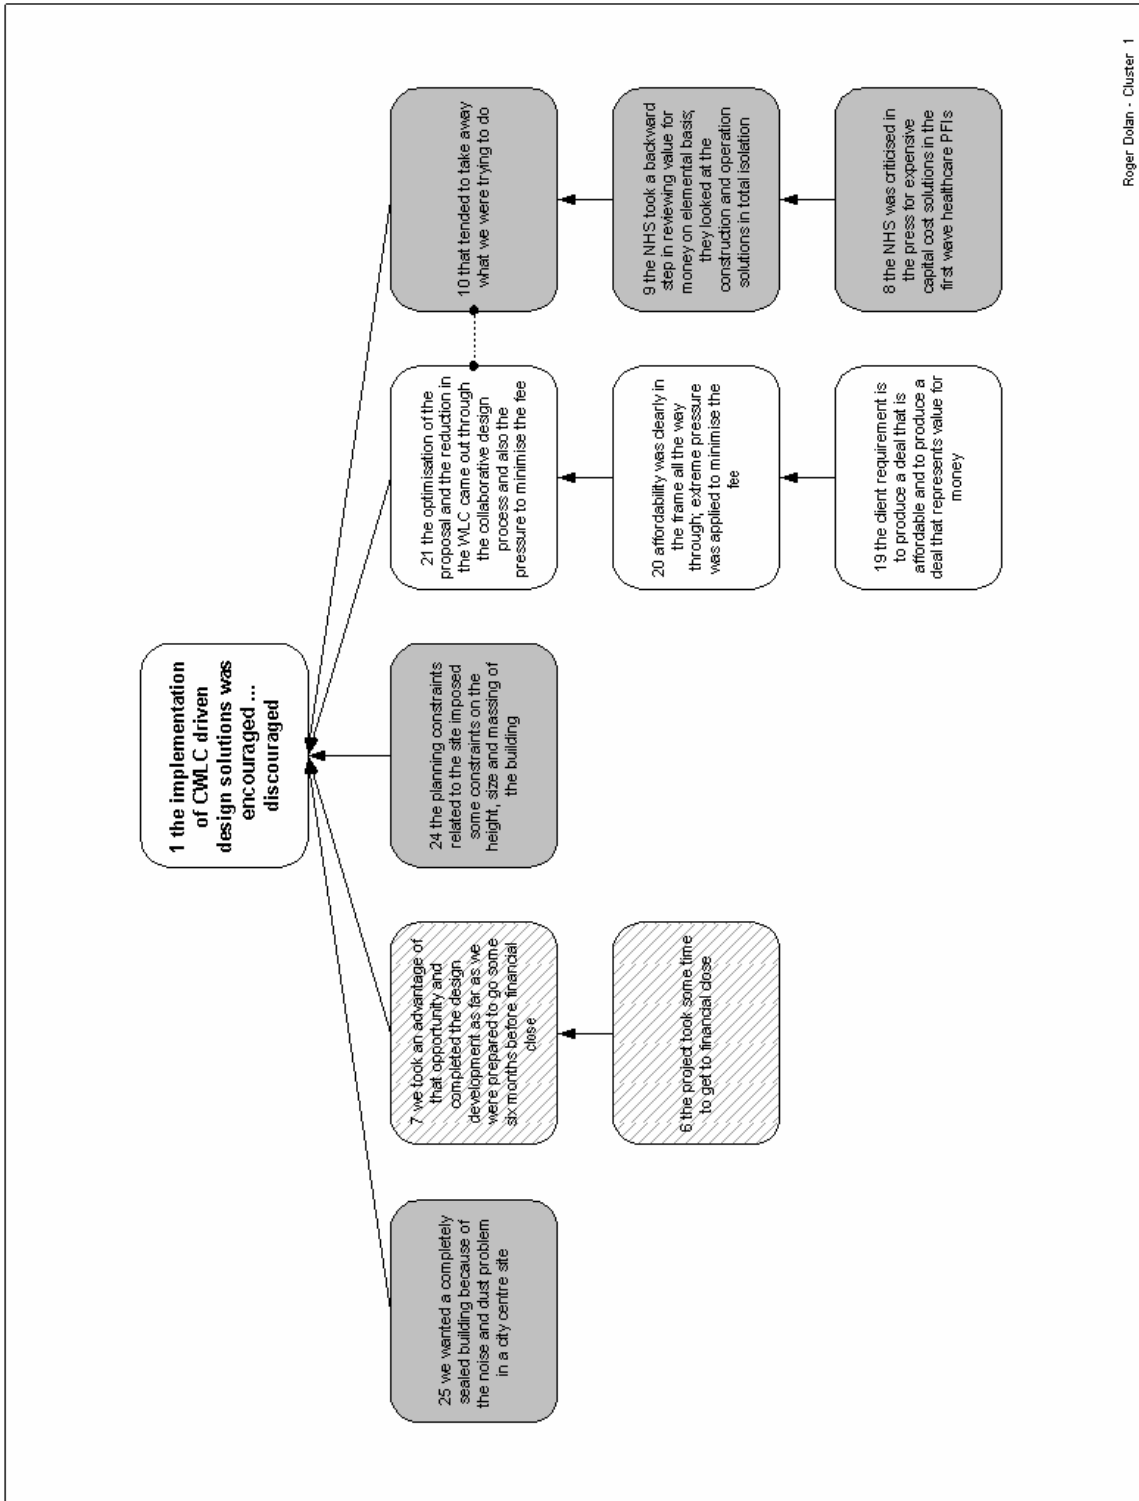 1 the implementation
of CWLC driven
design solutions was
encouraged ...
discouraged
25 we wanted a completely
sealed building because of
the noise and dust problem
in a city centre site
7 we took an advantage of
that opportunity and
completed the design
development as far as we
were prepared to go some
six months before financial
close
24 the planning constraints
related to the site imposed
some constraints on the
height, size and massing of
the building
21 the optimisation of the
proposal and the reduction in
the WLC came out through
the collaborative design
process and also the
pressure to minimise the fee
10 that tended to take away
what we were trying to do
6 the project took some time
to get to financial close
20 affordability was clearly in
the frame all the way
through; extreme pressure
was applied to minimise the
fee
9 the NHS took a backward
step in reviewing value for
money on elemental basis;
they looked at the
construction and operation
solutions in total isolation
19 the client requirement is
to produce a deal that is
affordable and to produce a
deal that represents value for
money
8 the NHS was criticised in
the press for expensive
capital cost solutions in the
first wave healthcare PFIs
Roger Dolan - Cluster 1